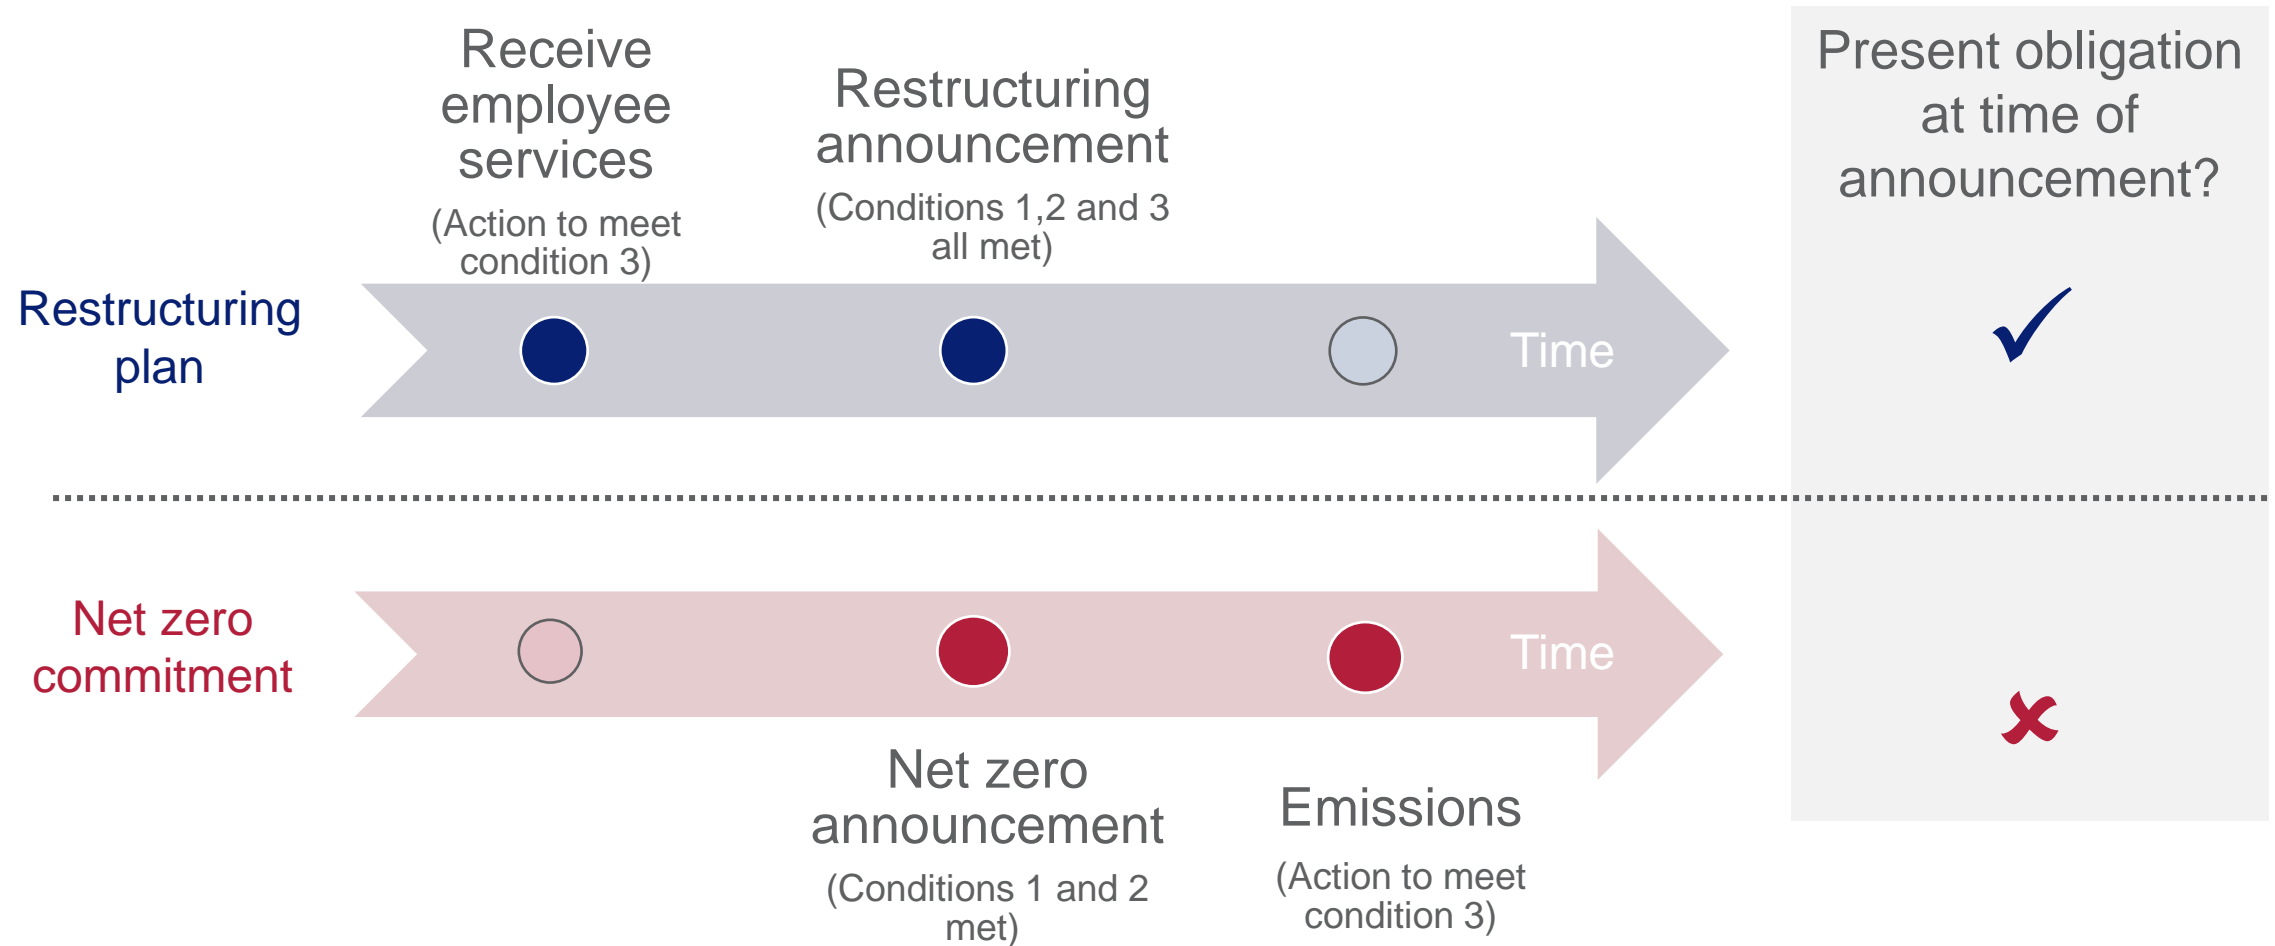 Receive
employee
services
(Action to meet
condition 3)
Restructuring
announcement
(Conditions 1,2 and 3
all met)
Present obligation
at time of
announcement?
Restructuring
plan
Time
Net zero
commitment
Time
Net zero
announcement
(Conditions 1 and 2
met)
Emissions
(Action to meet
condition 3)